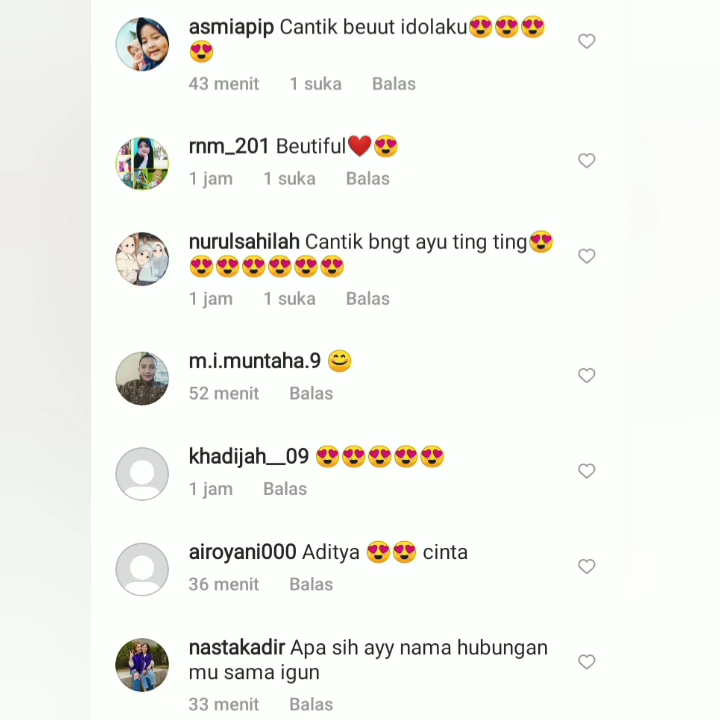 asmiapip Cantik beuut idolaku😍😍😍
😍
43 menit 1 suka Balas
rnm_201 Beutiful❤️😍
1 jam 1 suka Balas
nurulsahilah Cantik bngt ayu ting ting😍
😍😍😍😍😍😍
1 jam 1 suka Balas
m.i.muntaha.9 😊
52 menit Balas
khadijah__09 😍😍😍😍😍
1 jam Balas
airoyani000 Aditya 😍😍 cinta
36 menit Balas
nastakadir Apa sih ayy nama hubungan
mu sama igun
33 menit Balas